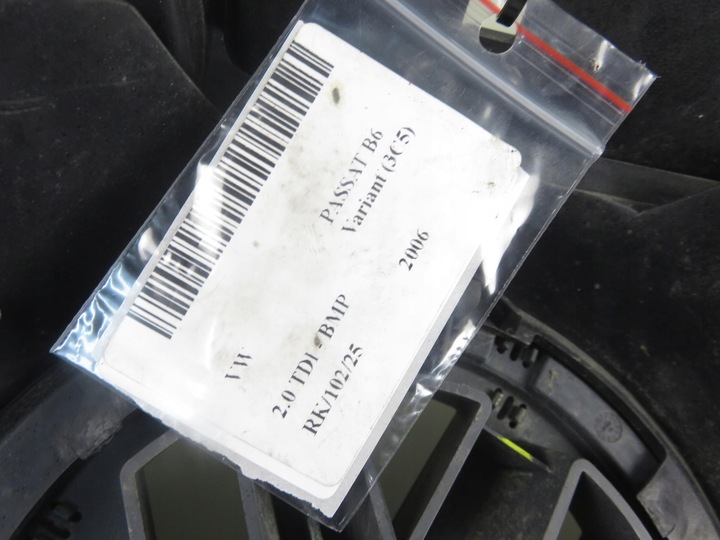 VW PASSAT B6
Variant (3C5)
2.0 TDI - BMP 2006
RK/102/25